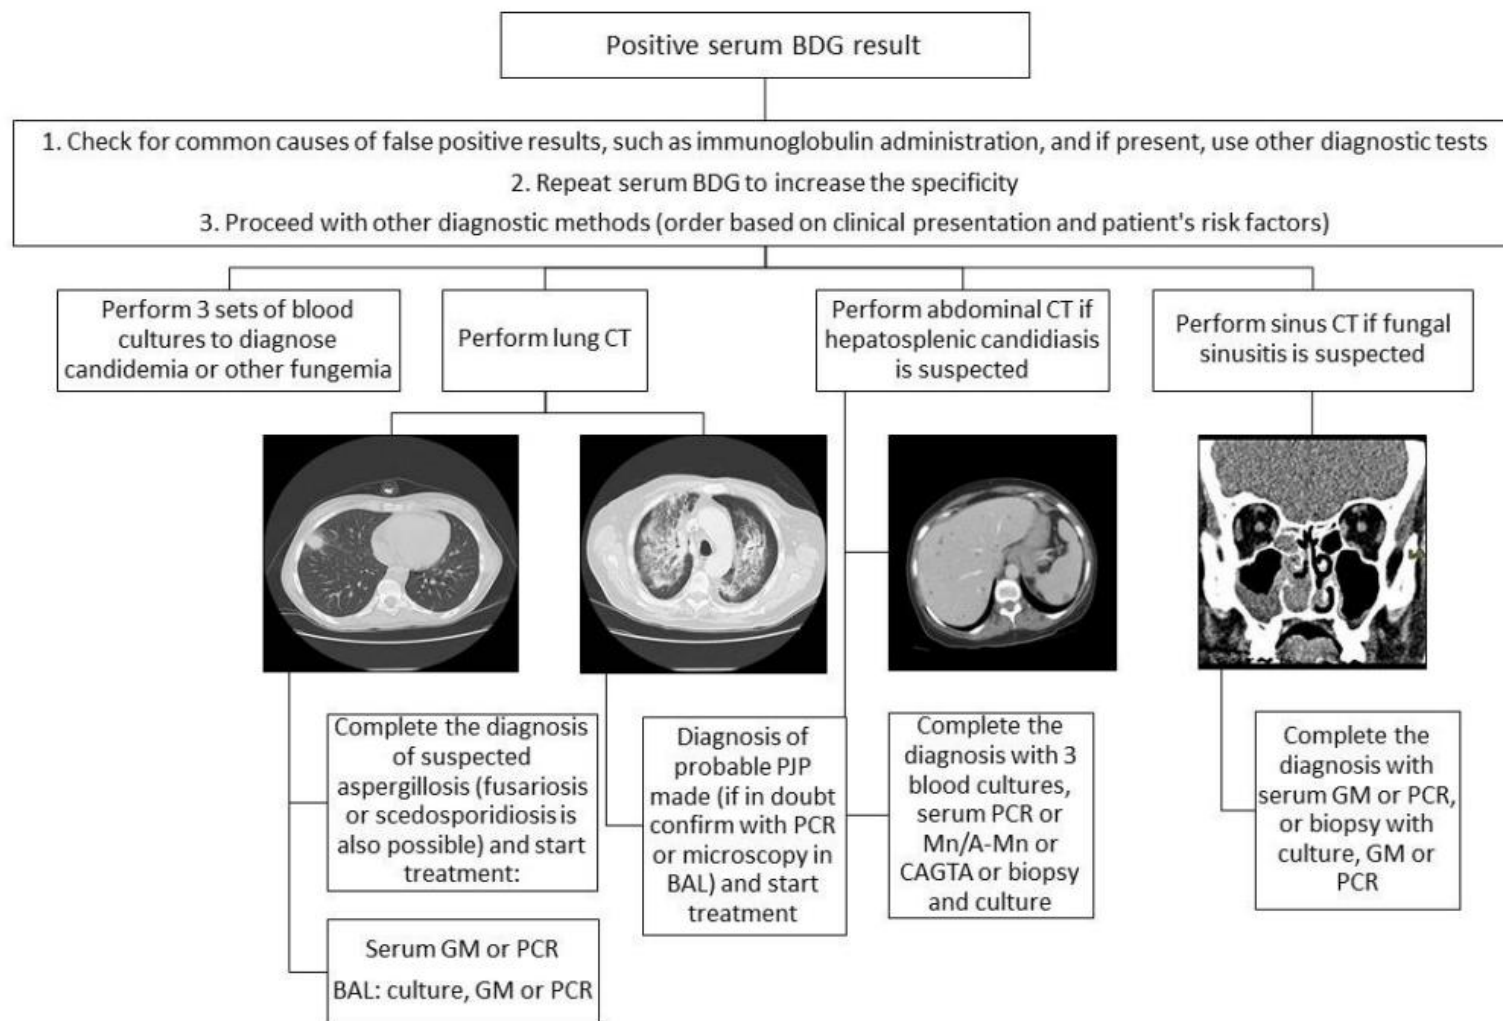 Positive serum BDG result
1. Check for common causes of false positive results, such as immunoglobulin administration, and if present, use other diagnostic tests
2. Repeat serum BDG to increase the specificity
3. Proceed with other diagnostic methods (order based on clinical presentation and patient's risk factors)
Perform 3 sets of blood
cultures to diagnose
candidemia or other fungemia
Perform lung CT
Perform abdominal CT if
hepatosplenic candidiasis
is suspected
Perform sinus CT if fungal
sinusitis is suspected
Complete the diagnosis
of suspected
aspergillosis (fusariosis
or scedosporidiosis is
also possible) and start
treatment:
Serum GM or PCR
BAL: culture, GM or PCR
Diagnosis of
probable PJP
made (if in doubt
confirm with PCR
or microscopy in
BAL) and start
treatment
Complete the
diagnosis with 3
blood cultures,
serum PCR or
Mn/A-Mn or
CAGTA or biopsy
and culture
Complete the
diagnosis with
serum GM or PCR,
or biopsy with
culture, GM or
PCR